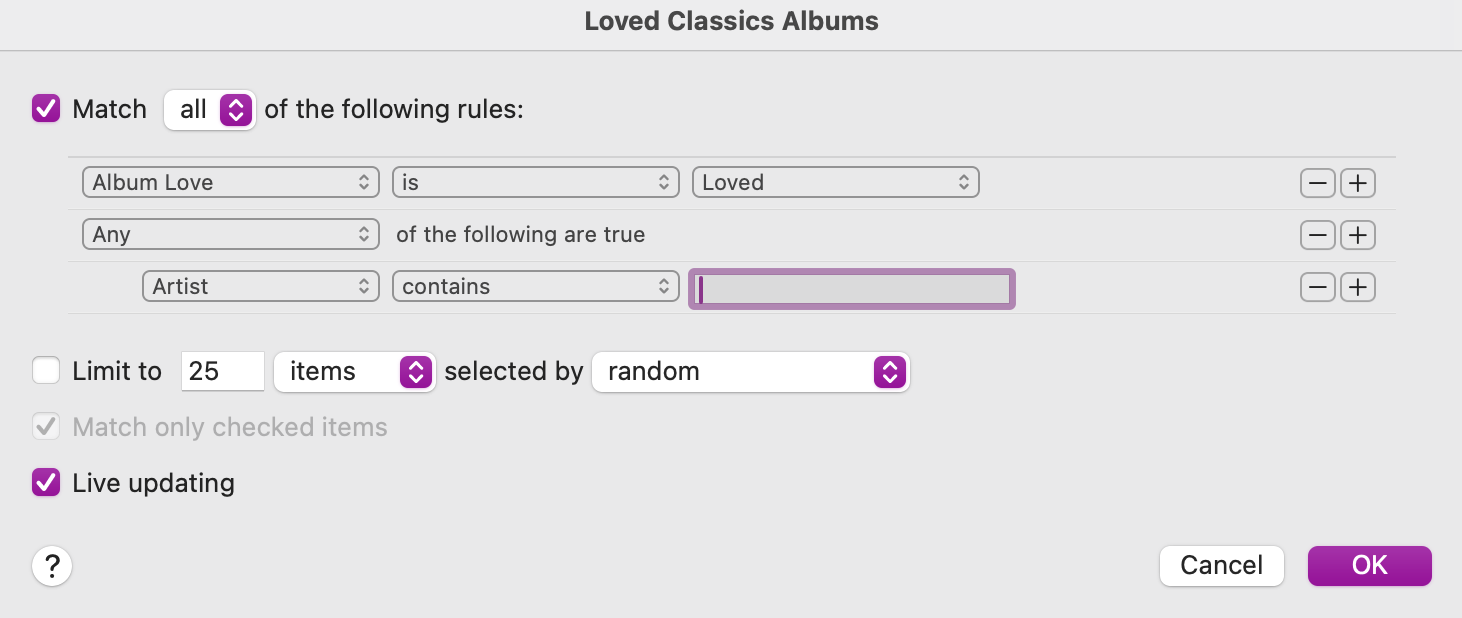 Loved Classics Albums
Match all of the following rules:
Album Love is Loved
Any of the following are true
Artist contains
Limit to 25 items selected by random
Match only checked items
Live updating
? Cancel OK